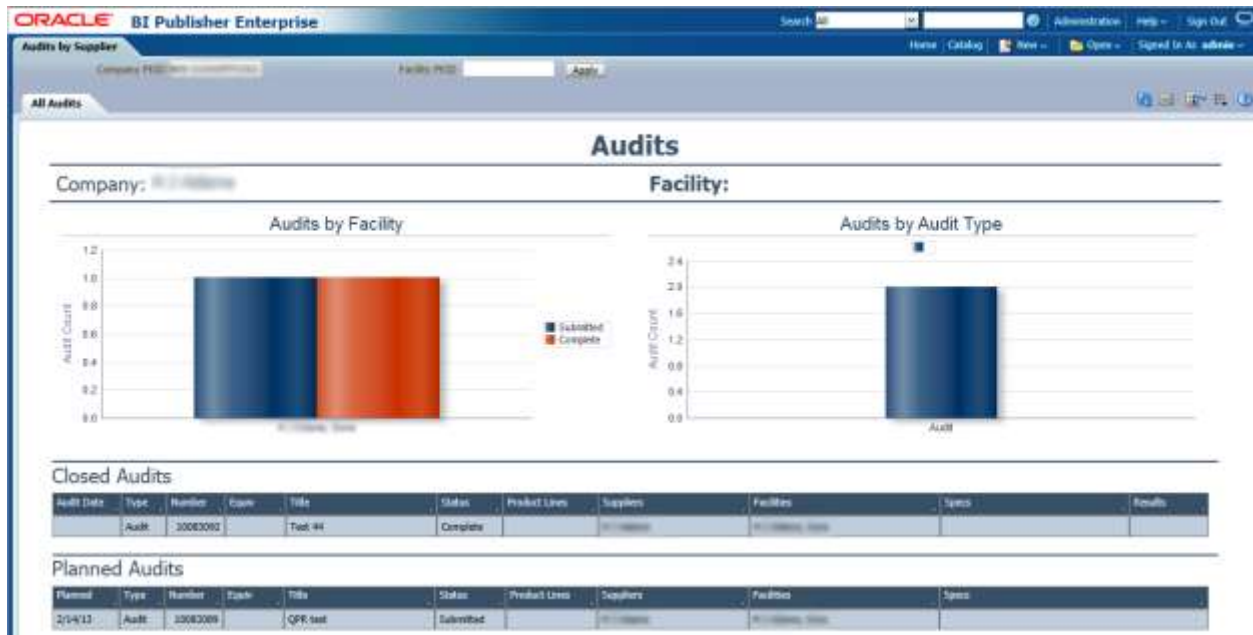 ORACLE BI Publisher Enterprise
Search All
Administration Help Sign Out
Audits by Supplier
Home Catalog New Open Signed In As admin
Company PKID
Facility PKID
Apply
All Audits
Audits
Company:
Facility:
Audits by Facility
Audits by Audit Type
1.2
1.0
0.8
0.6
0.4
0.2
0.0
Audit Count
Submitted
Complete
2.4
2.0
1.6
1.2
0.8
0.4
0.0
Audit Count
Audit
Closed Audits
Audit Date Type Number Equiv Title Status Product Lines Suppliers Facilities Specs Results
Audit 10083092 Test 44 Complete
Planned Audits
Planned Type Number Equiv Title Status Product Lines Suppliers Facilities Specs
2/14/13 Audit 10083089 QPR test Submitted